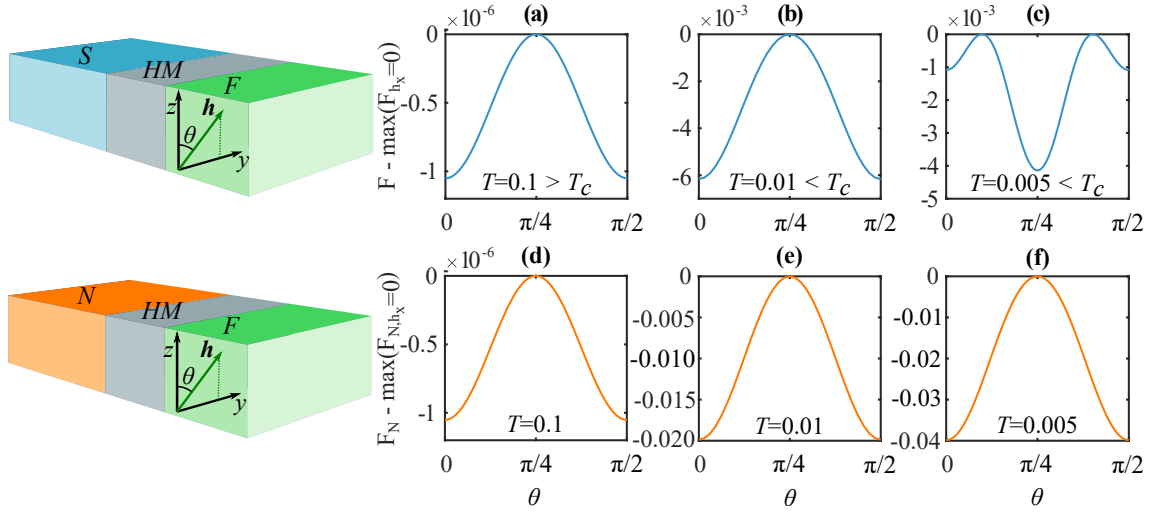 S
HM
F
z
h
θ
y
(a)
×10⁻⁶
F - max(F_{h_x}=0)
0
-0.5
-1
T=0.1 > T_c
0
π/4
π/2
(b)
×10⁻³
0
-2
-4
-6
T=0.01 < T_c
0
π/4
π/2
(c)
×10⁻³
0
-1
-2
-3
-4
-5
T=0.005 < T_c
0
π/4
π/2
N
HM
F
z
h
θ
y
(d)
×10⁻⁶
F_N - max(F_{N,h_x}=0)
0
-0.5
-1
T=0.1
0
π/4
π/2
θ
(e)
0
-0.005
-0.010
-0.015
-0.020
T=0.01
0
π/4
π/2
θ
(f)
0
-0.01
-0.02
-0.03
-0.04
T=0.005
0
π/4
π/2
θ